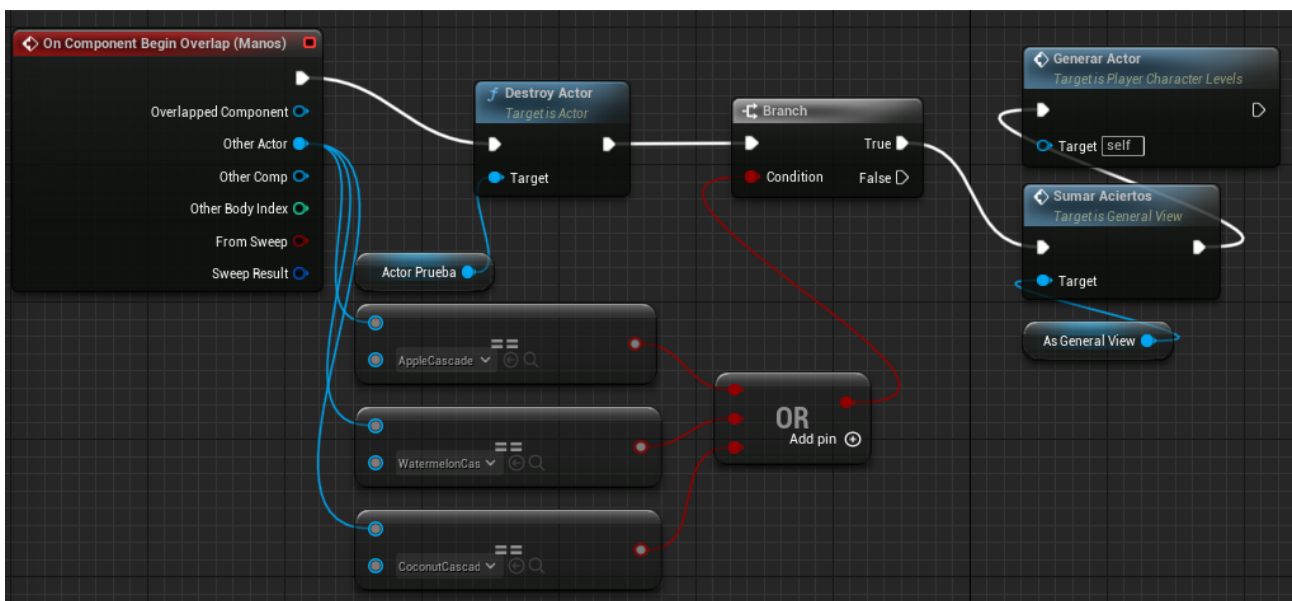 On Component Begin Overlap (Manos)
Overlapped Component
Other Actor
Other Comp
Other Body Index
From Sweep
Sweep Result
Destroy Actor
Target is Actor
Target
Actor Prueba
==
AppleCascade
==
WatermelonCas
==
CoconutCascad
OR
Add pin
Branch
True
Condition
False
Generar Actor
Target is Player Character Levels
Target self
Sumar Aciertos
Target is General View
Target
As General View